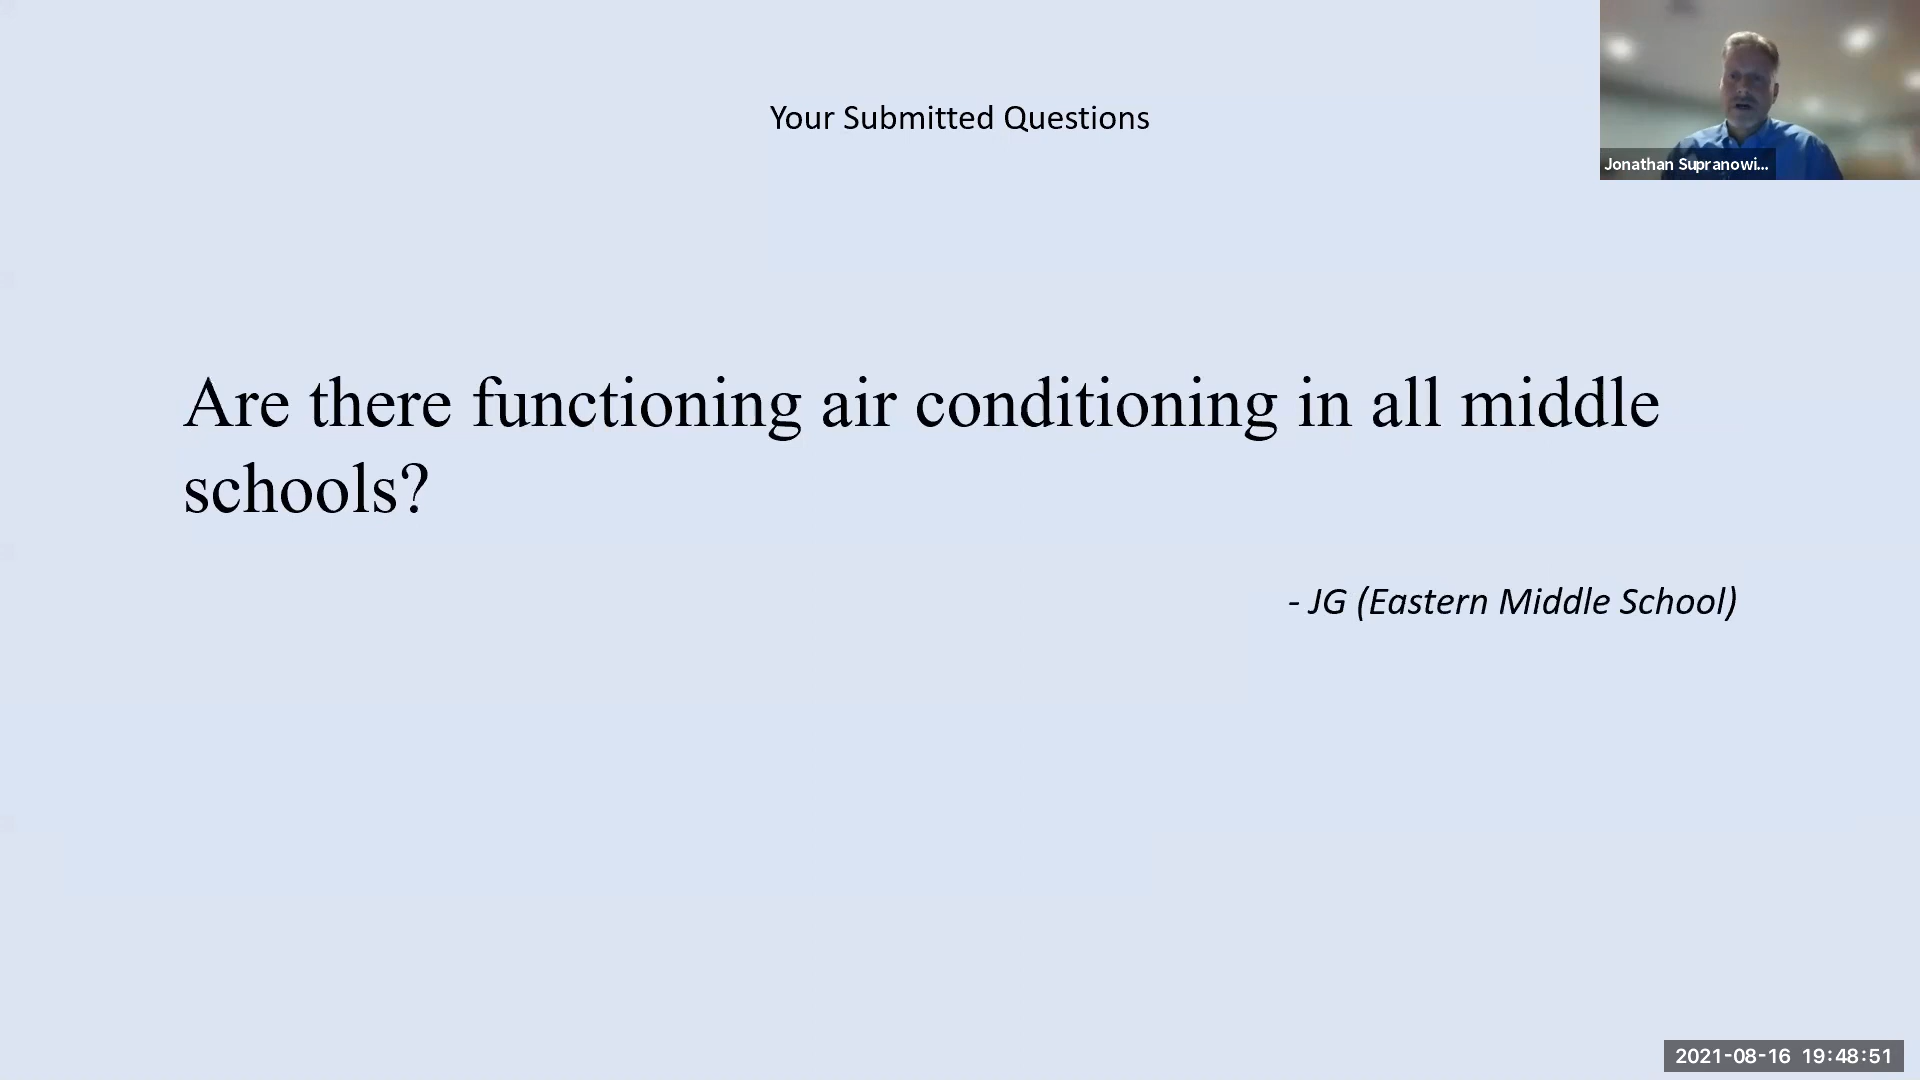 Your Submitted Questions
Jonathan Supranowi...
Are there functioning air conditioning in all middle
schools?
- JG (Eastern Middle School)
2021-08-16 19:48:51